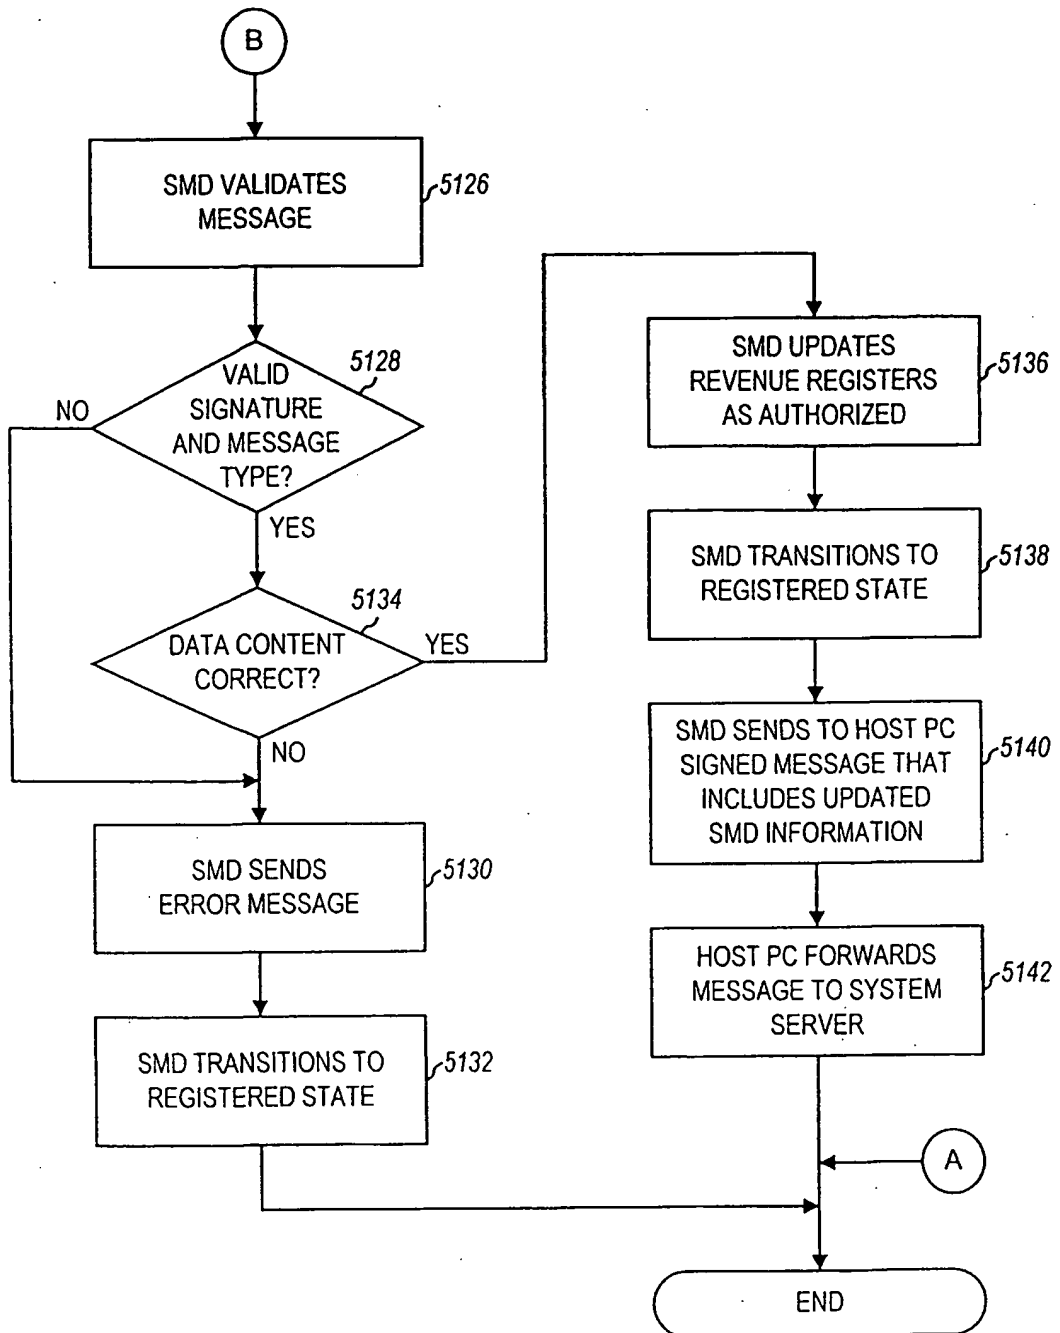 B
SMD VALIDATES
MESSAGE
5126
VALID
SIGNATURE
AND MESSAGE
TYPE?
5128
NO
YES
DATA CONTENT
CORRECT?
5134
YES
NO
SMD SENDS
ERROR MESSAGE
5130
SMD TRANSITIONS TO
REGISTERED STATE
5132
SMD UPDATES
REVENUE REGISTERS
AS AUTHORIZED
5136
SMD TRANSITIONS TO
REGISTERED STATE
5138
SMD SENDS TO HOST PC
SIGNED MESSAGE THAT
INCLUDES UPDATED
SMD INFORMATION
5140
HOST PC FORWARDS
MESSAGE TO SYSTEM
SERVER
5142
A
END